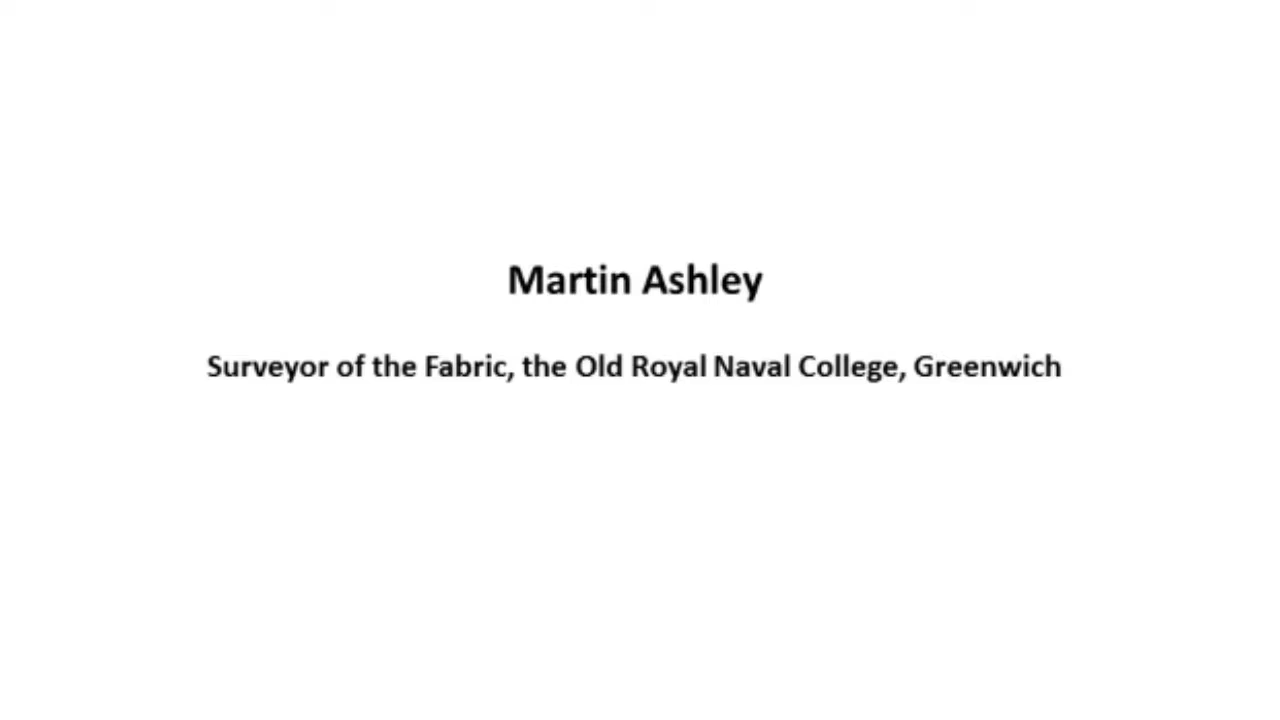 Martin Ashley
Surveyor of the Fabric, the Old Royal Naval College, Greenwich